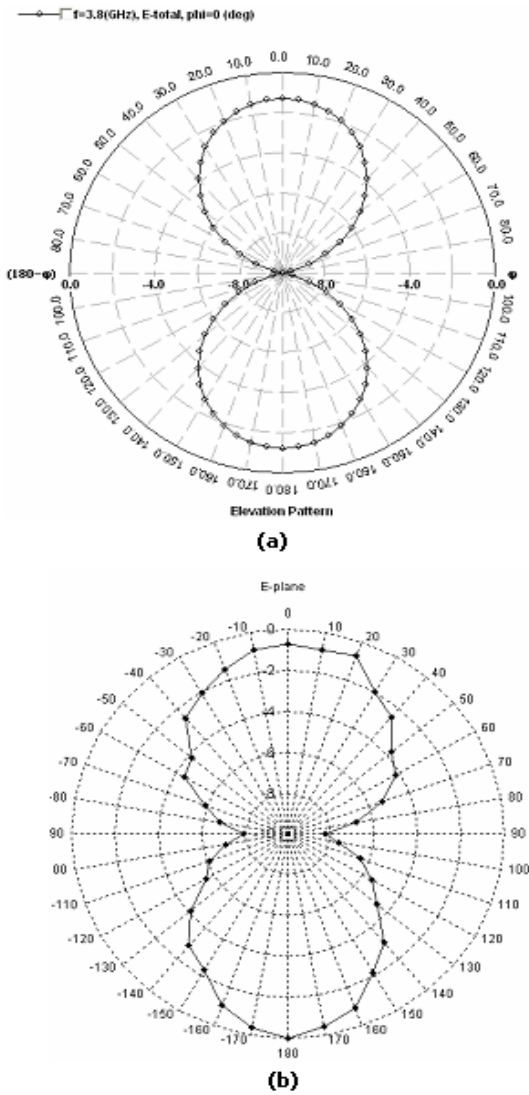 f=3.8(GHz), E-total, phi=0 (deg)
10.0 0.0 10.0
20.0 20.0
30.0 30.0
40.0 40.0
50.0 50.0
60.0 60.0
70.0 70.0
80.0 80.0
(180-φ) φ
0.0 -4.0 -8.0 -8.0 -4.0 0.0
100.0 100.0
110.0 110.0
120.0 120.0
130.0 130.0
140.0 140.0
150.0 150.0
160.0 160.0
170.0 180.0 170.0
Elevation Pattern
(a)
E-plane
-10 0 10
-20 20
-30 -0 30
-40 40
-50 -2 50
-60 60
-4
-70 70
-6
-80 8 80
90 0 90
00 100
-110 110
-120 120
-130 130
-140 140
-150 150
-160 160
-170 180 170
(b)